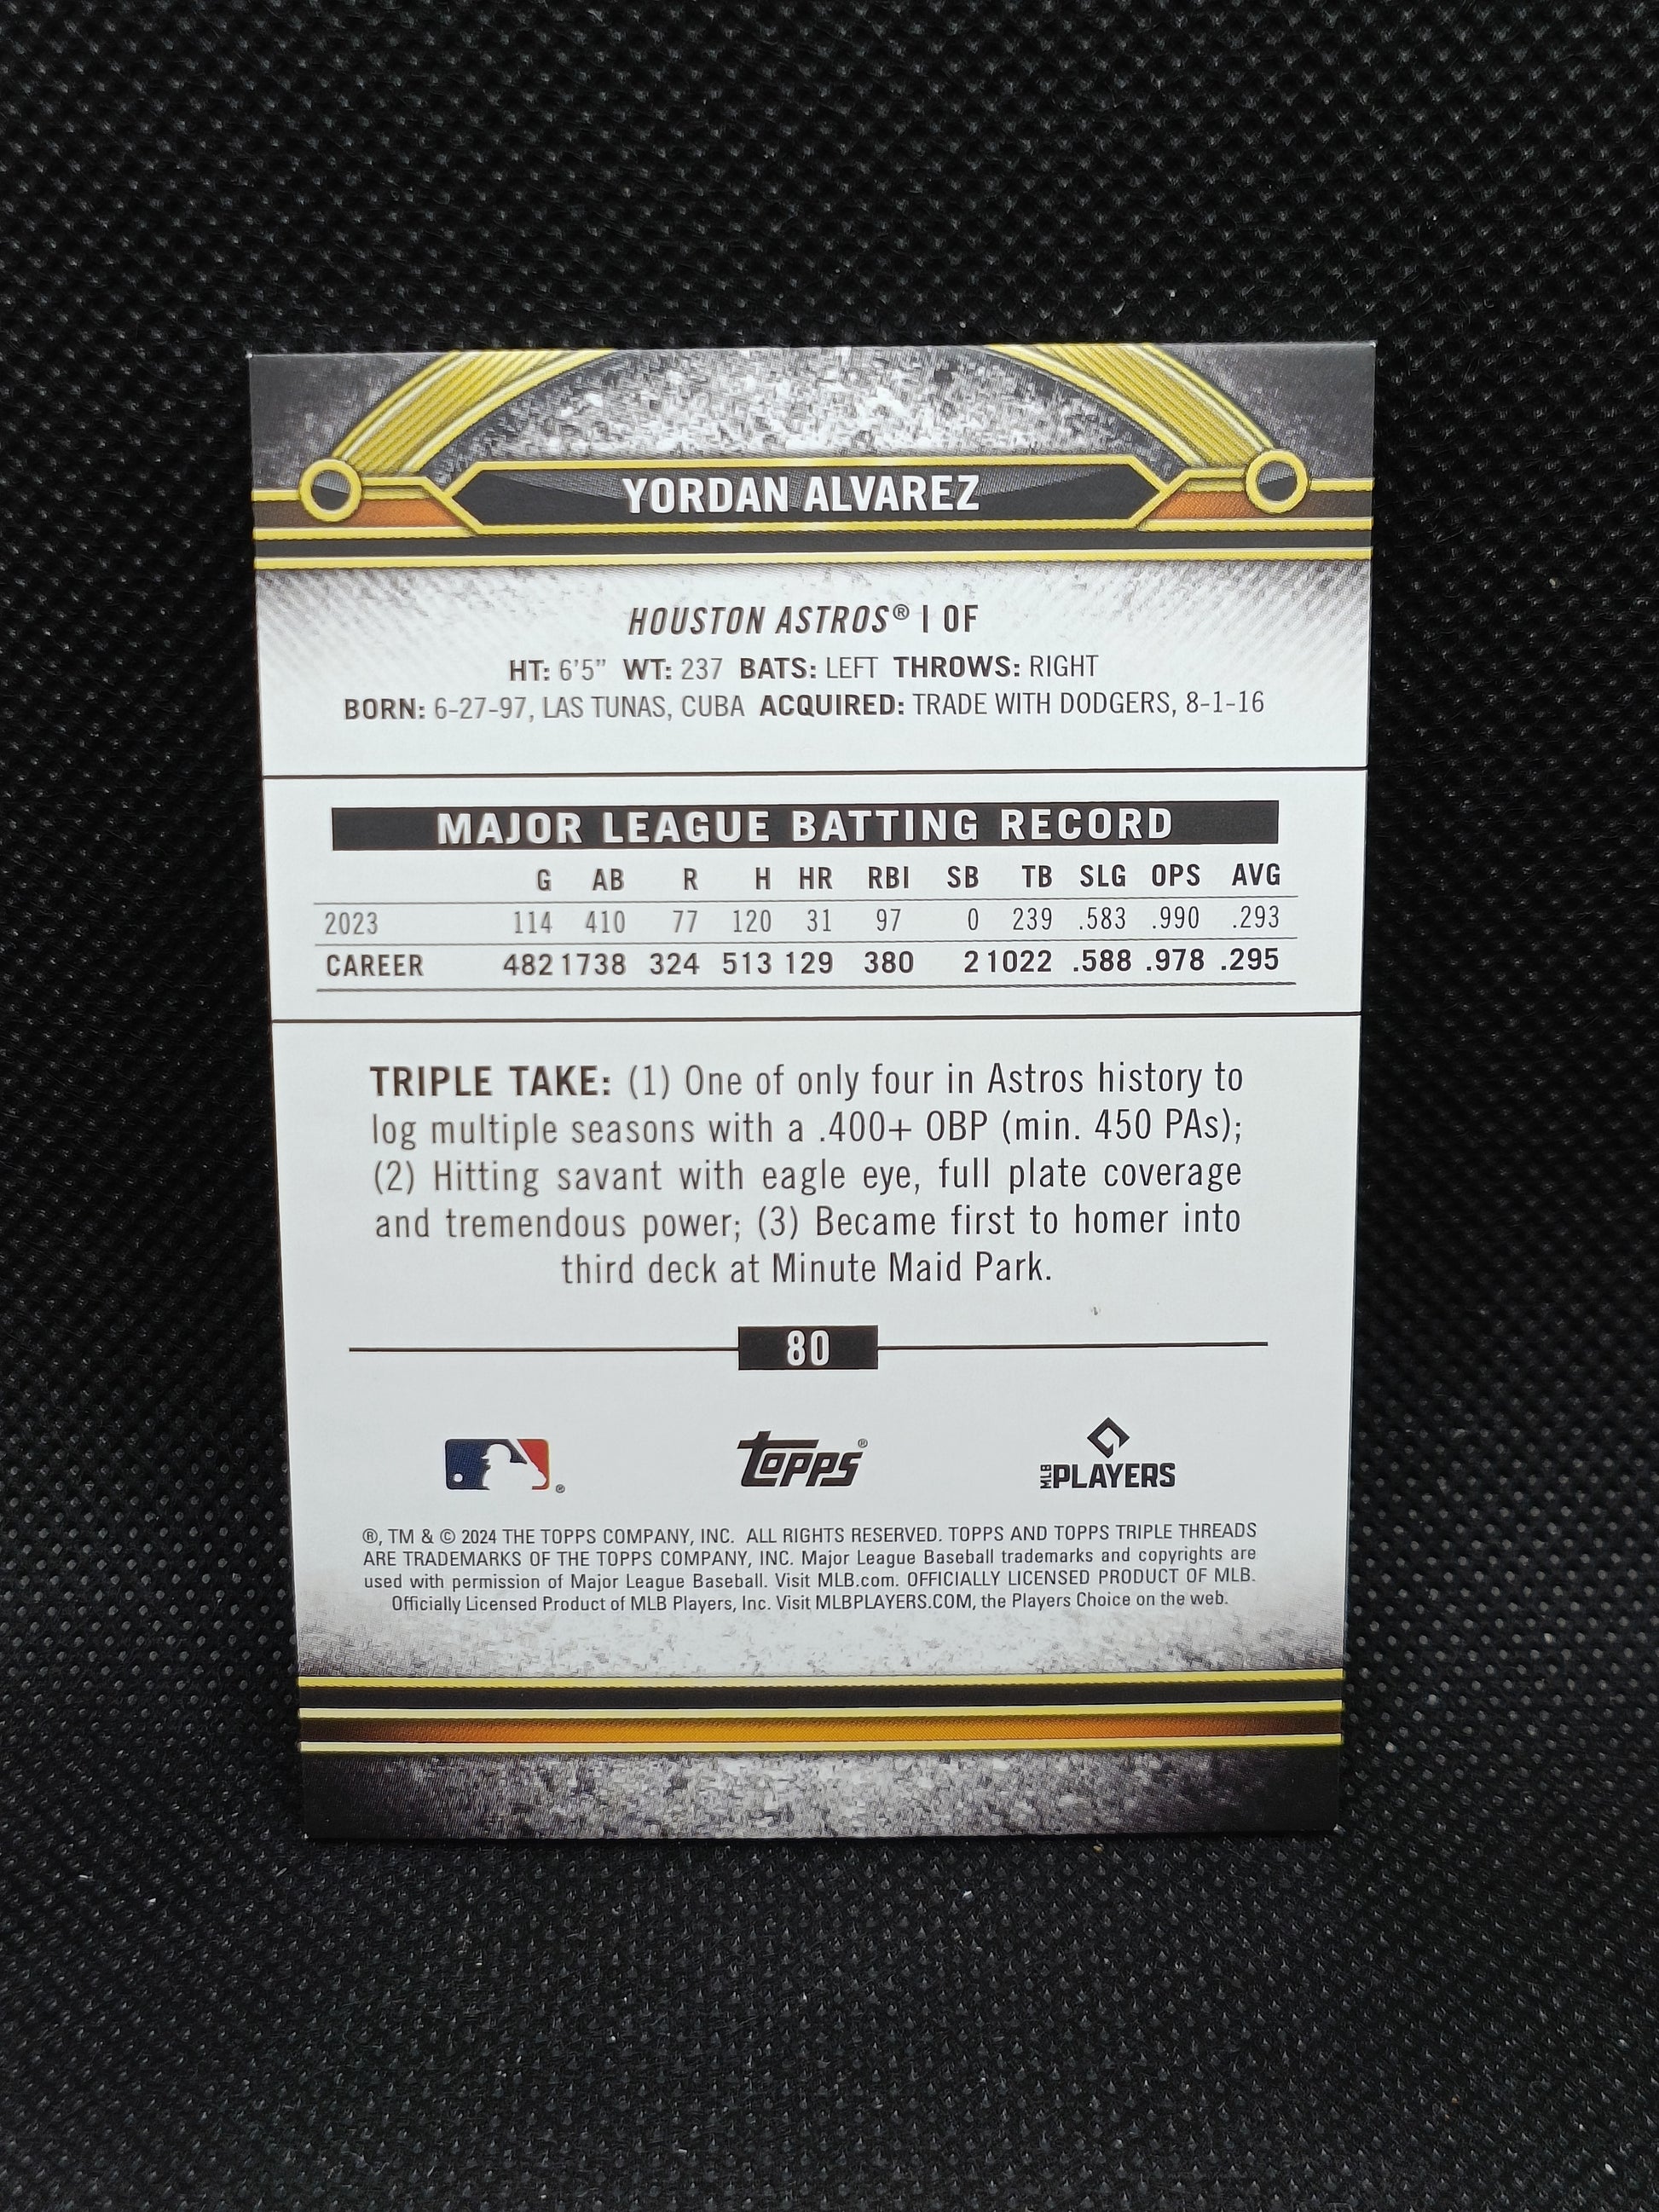 YORDAN ALVAREZ
HOUSTON ASTROS® | OF
HT: 6'5" WT: 237 BATS: LEFT THROWS: RIGHT
BORN: 6-27-97, LAS TUNAS, CUBA ACQUIRED: TRADE WITH DODGERS, 8-1-16
MAJOR LEAGUE BATTING RECORD
G AB R H HR RBI SB TB SLG OPS AVG
2023 114 410 77 120 31 97 0 239 .583 .990 .293
CAREER 482 1738 324 513 129 380 2 1022 .588 .978 .295
TRIPLE TAKE: (1) One of only four in Astros history to
log multiple seasons with a .400+ OBP (min. 450 PAs);
(2) Hitting savant with eagle eye, full plate coverage
and tremendous power; (3) Became first to homer into
third deck at Minute Maid Park.
80
® topps® MLB PLAYERS
®, TM & © 2024 THE TOPPS COMPANY, INC. ALL RIGHTS RESERVED. TOPPS AND TOPPS TRIPLE THREADS
ARE TRADEMARKS OF THE TOPPS COMPANY, INC. Major League Baseball trademarks and copyrights are
used with permission of Major League Baseball. Visit MLB.com. OFFICIALLY LICENSED PRODUCT OF MLB.
Officially Licensed Product of MLB Players, Inc. Visit MLBPLAYERS.COM, the Players Choice on the web.